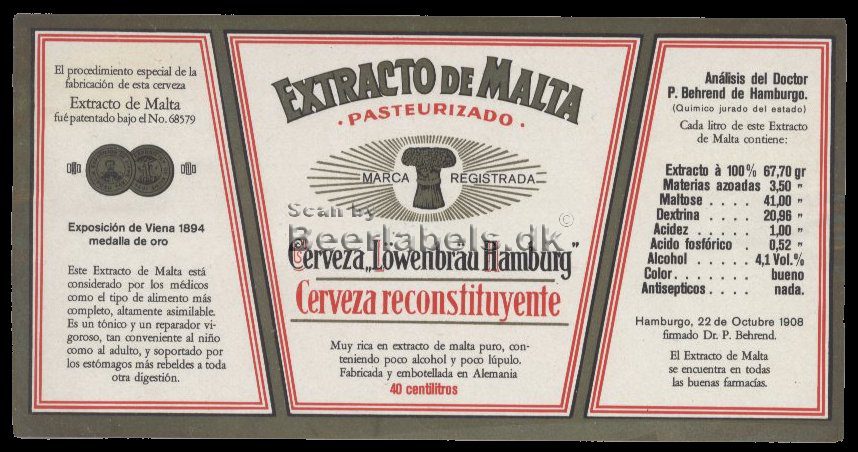 El procedimiento especial de la
fabricación de esta cerveza
Extracto de Malta
fué patentado bajo el No. 68579
Exposición de Viena 1894
medalla de oro
Este Extracto de Malta está
considerado por los médicos
como el tipo de alimento más
completo, altamente asimilable.
Es un tónico y un reparador vi-
goroso, tan conveniente al niño
como al adulto, y soportado por
los estómagos más rebeldes a toda
otra digestión.
EXTRACTO DE MALTA
· PASTEURIZADO ·
MARCA REGISTRADA
Scan by
Beerlabels.dk ©
Cerveza „Löwenbräu Hamburg"
Cerveza reconstituyente
Muy rica en extracto de malta puro, con-
teniendo poco alcohol y poco lúpulo.
Fabricada y embotellada en Alemania
40 centilitros
Análisis del Doctor
P. Behrend de Hamburgo.
(Quimico jurado del estado)
Cada litro de este Extracto
de Malta contiene:
Extracto à 100% 67,70 gr
Materias azoadas 3,50 "
Maltose . . . . 41,00 "
Dextrina . . . . 20,96 "
Acidez . . . . 1,00 "
Acido fosfórico . 0,52 "
Alcohol . . . . 4,1 Vol.%
Color . . . . . . bueno
Antisepticos . . . . nada.
Hamburgo, 22 de Octubre 1908
firmado Dr. P. Behrend.
El Extracto de Malta
se encuentra en todas
las buenas farmacías.